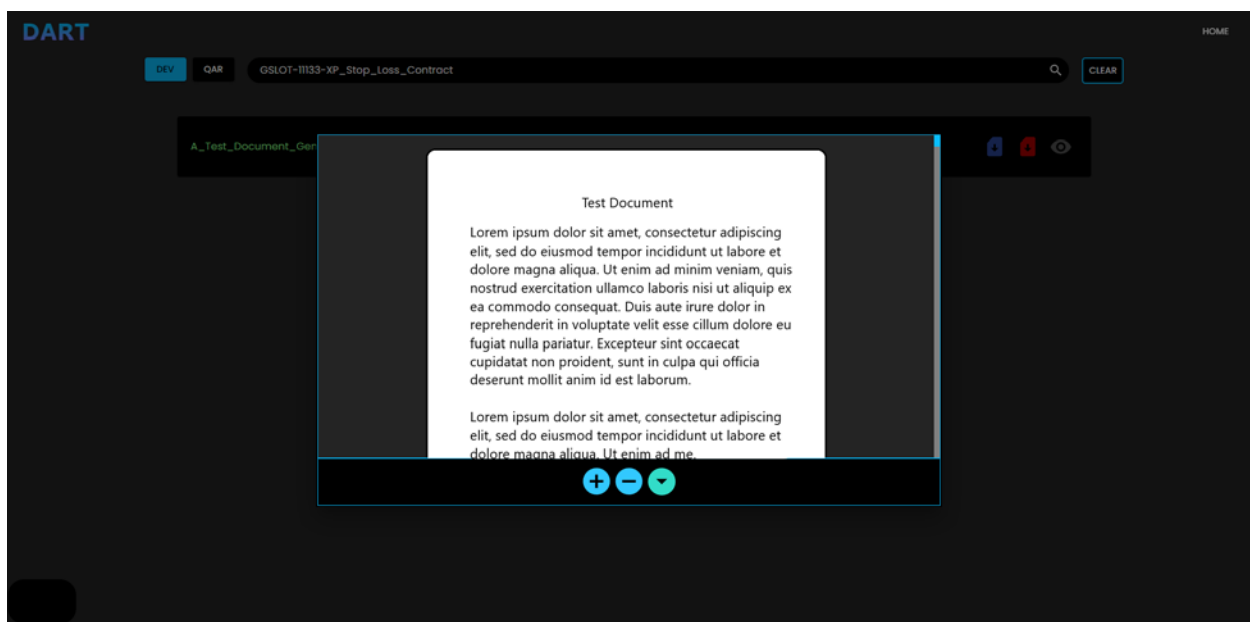 DART
HOME
DEV
QAR
GSLOT-11133-XP_Stop_Loss_Contract
CLEAR
A_Test_Document_Ger
Test Document
Lorem ipsum dolor sit amet, consectetur adipiscing
elit, sed do eiusmod tempor incididunt ut labore et
dolore magna aliqua. Ut enim ad minim veniam, quis
nostrud exercitation ullamco laboris nisi ut aliquip ex
ea commodo consequat. Duis aute irure dolor in
reprehenderit in voluptate velit esse cillum dolore eu
fugiat nulla pariatur. Excepteur sint occaecat
cupidatat non proident, sunt in culpa qui officia
deserunt mollit anim id est laborum.
Lorem ipsum dolor sit amet, consectetur adipiscing
elit, sed do eiusmod tempor incididunt ut labore et
dolore magna aliqua. Ut enim ad me.